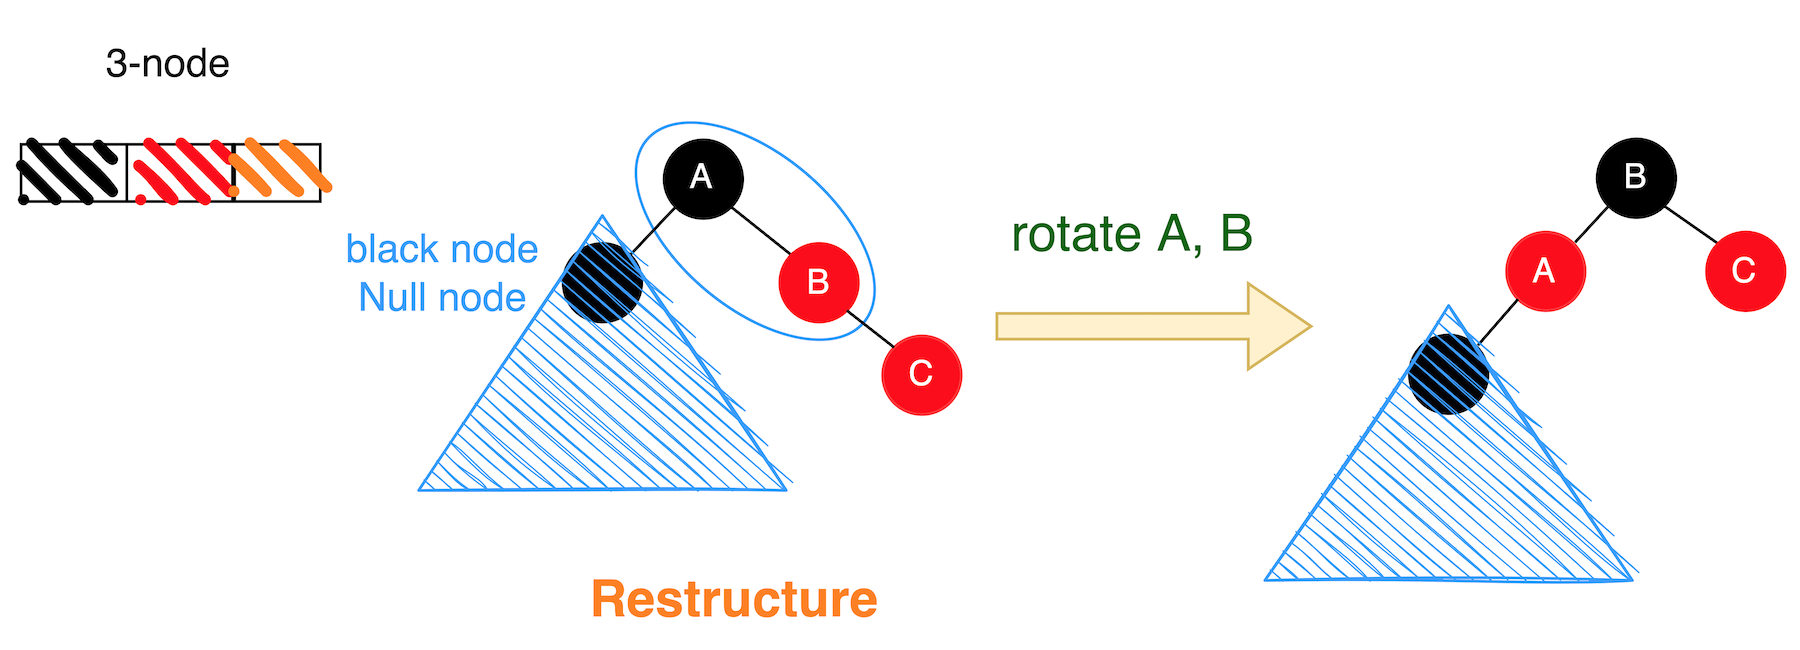 3-node
black node
Null node
A
B
C
rotate A, B
B
A
C
Restructure